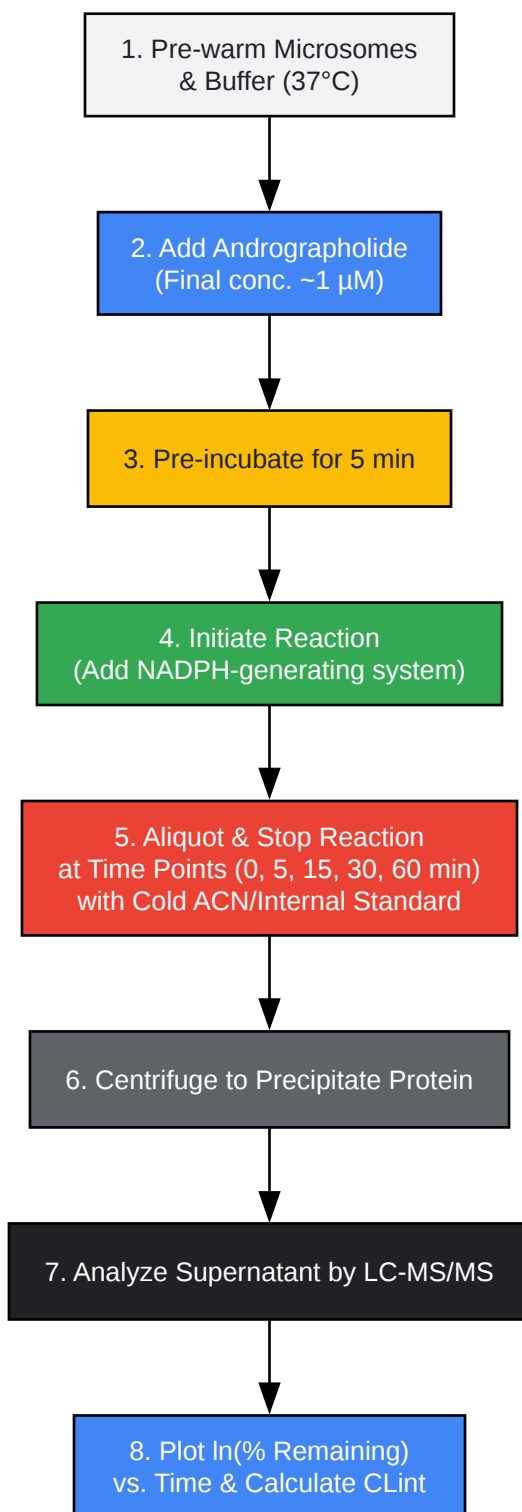 1. Pre-warm Microsomes
& Buffer (37°C)
2. Add Andrographolide
(Final conc. ~1 µM)
3. Pre-incubate for 5 min
4. Initiate Reaction
(Add NADPH-generating system)
5. Aliquot & Stop Reaction
at Time Points (0, 5, 15, 30, 60 min)
with Cold ACN/Internal Standard
6. Centrifuge to Precipitate Protein
7. Analyze Supernatant by LC-MS/MS
8. Plot ln(% Remaining)
vs. Time & Calculate CLint